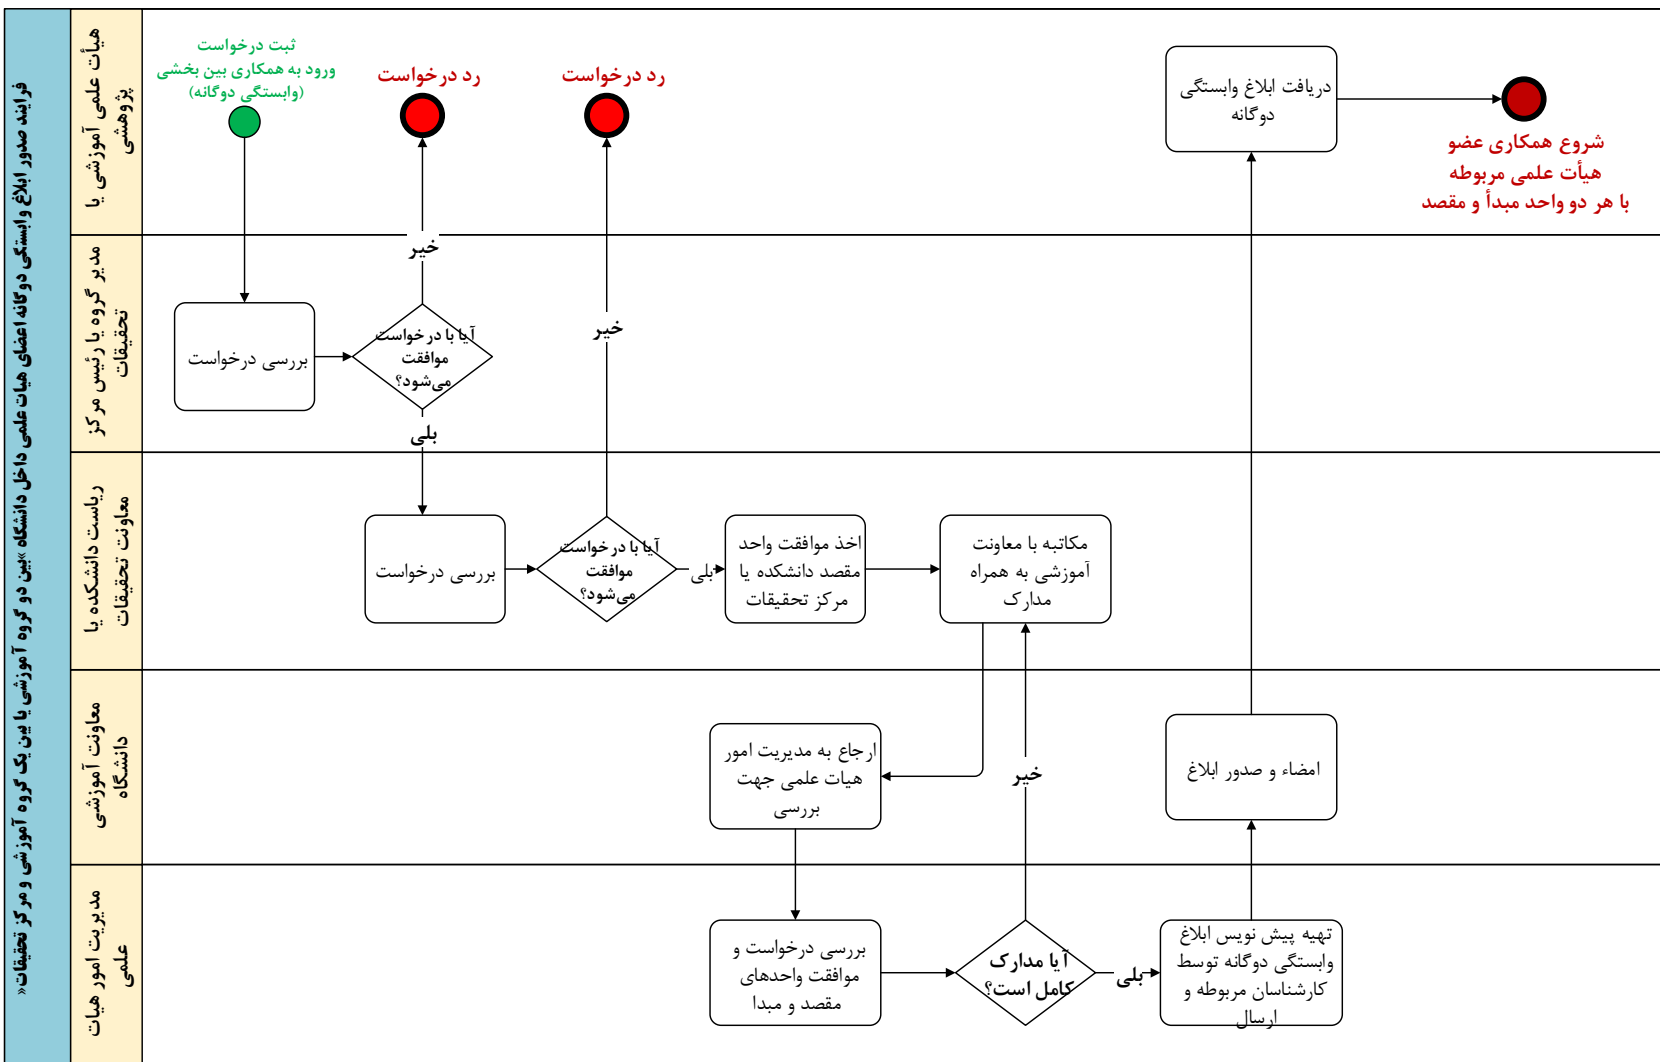 فرایند صدور ابلاغ وابستگی دوگانه اعضای هیات علمی داخل دانشگاه «بین دو گروه آموزشی یا بین یک گروه آموزشی و مرکز تحقیقات»
هیأت علمی آموزشی یا
پژوهشی
ثبت درخواست
ورود به همکاری بین بخشی
(وابستگی دوگانه)
رد درخواست
رد درخواست
دریافت ابلاغ وابستگی
دوگانه
شروع همکاری عضو
هیأت علمی مربوطه
با هر دو واحد مبدأ و مقصد
مدیر گروه یا رئیس مرکز
تحقیقات
بررسی درخواست
آیا با درخواست
موافقت
می‌شود؟
خیر
بلی
خیر
ریاست دانشکده یا
معاونت تحقیقات
بررسی درخواست
آیا با درخواست
موافقت
می‌شود؟
بلی
اخذ موافقت واحد
مقصد دانشکده یا
مرکز تحقیقات
مکاتبه با معاونت
آموزشی به همراه
مدارک
معاونت آموزشی
دانشگاه
ارجاع به مدیریت امور
هیات علمی جهت
بررسی
خیر
امضاء و صدور ابلاغ
مدیریت امور هیات
علمی
بررسی درخواست و
موافقت واحدهای
مقصد و مبدا
آیا مدارک
کامل است؟
بلی
تهیه پیش نویس ابلاغ
وابستگی دوگانه توسط
کارشناسان مربوطه و
ارسال